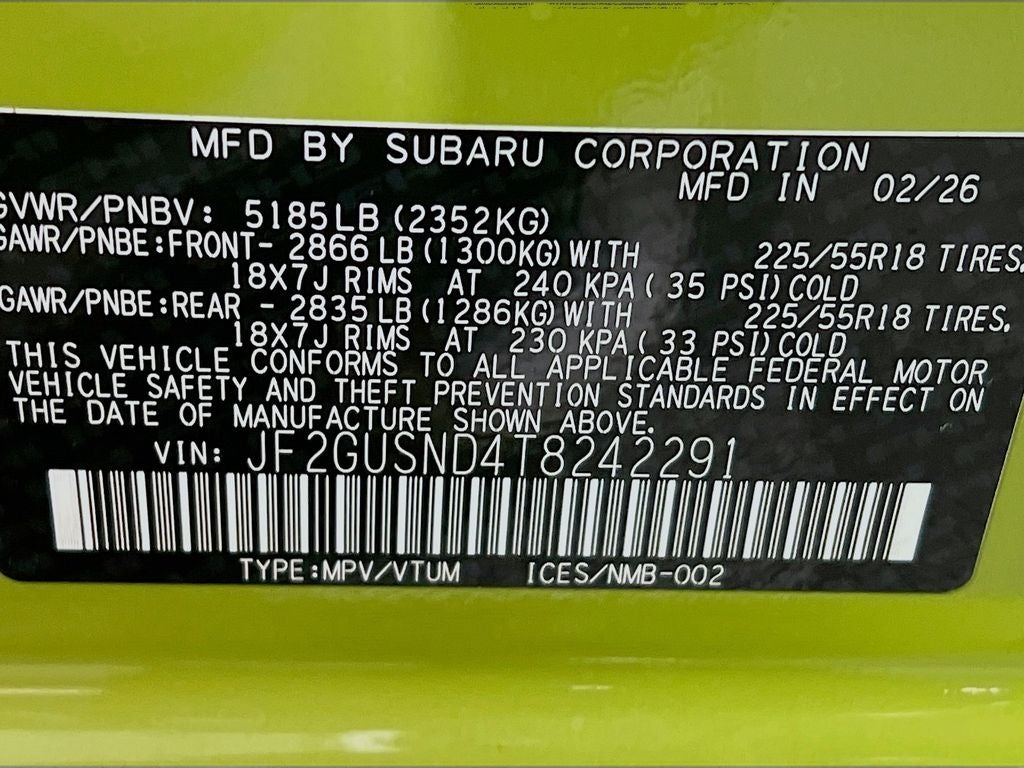 MFD BY SUBARU CORPORATION
MFD IN 02/26
GVWR/PNBV: 5185LB (2352KG)
GAWR/PNBE:FRONT- 2866 LB (1300KG)WITH 225/55R18 TIRES.
18X7J RIMS AT 240 KPA( 35 PSI)COLD
GAWR/PNBE:REAR - 2835 LB (1286KG)WITH 225/55R18 TIRES.
18X7J RIMS AT 230 KPA( 33 PSI)COLD
THIS VEHICLE CONFORMS TO ALL APPLICABLE FEDERAL MOTOR
VEHICLE SAFETY AND THEFT PREVENTION STANDARDS IN EFFECT ON
THE DATE OF MANUFACTURE SHOWN ABOVE.
VIN: JF2GUSND4T8242291
TYPE:MPV/VTUM ICES/NMB-002